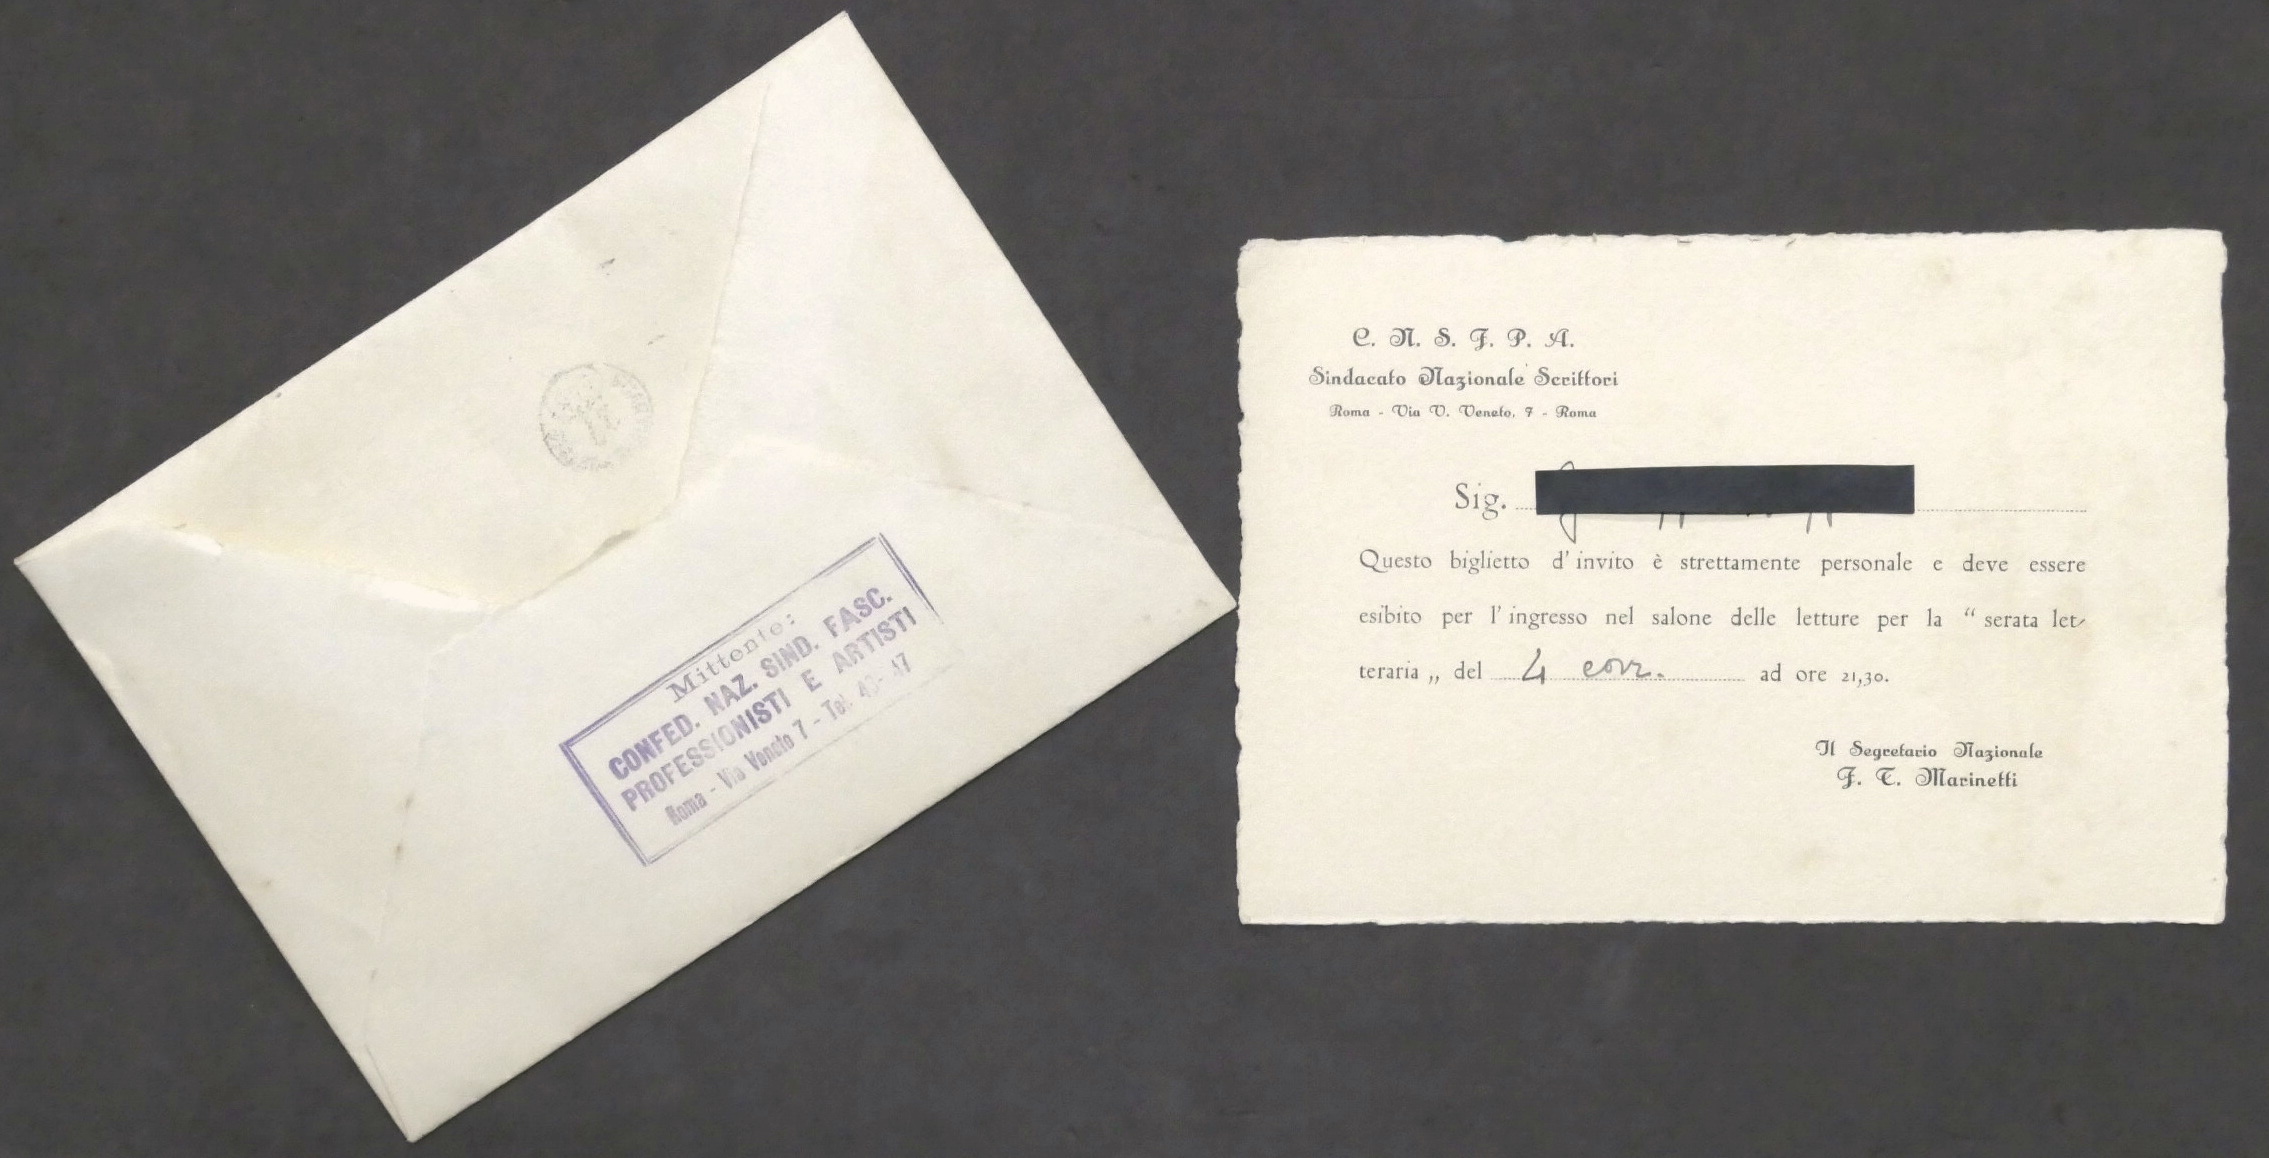 Mittente:
CONFED. NAZ. SIND. FASC.
PROFESSIONISTI E ARTISTI
Roma - Via Veneto 7 - Tel.
C. N. S. F. P. A.
Sindacato Nazionale Scrittori
Roma - Via V. Veneto, 7 - Roma
Sig.
Questo biglietto d'invito è strettamente personale e deve essere
esibito per l'ingresso nel salone delle letture per la “ serata let-
teraria „ del 4 corr. ad ore 21,30.
Il Segretario Nazionale
F. T. Marinetti